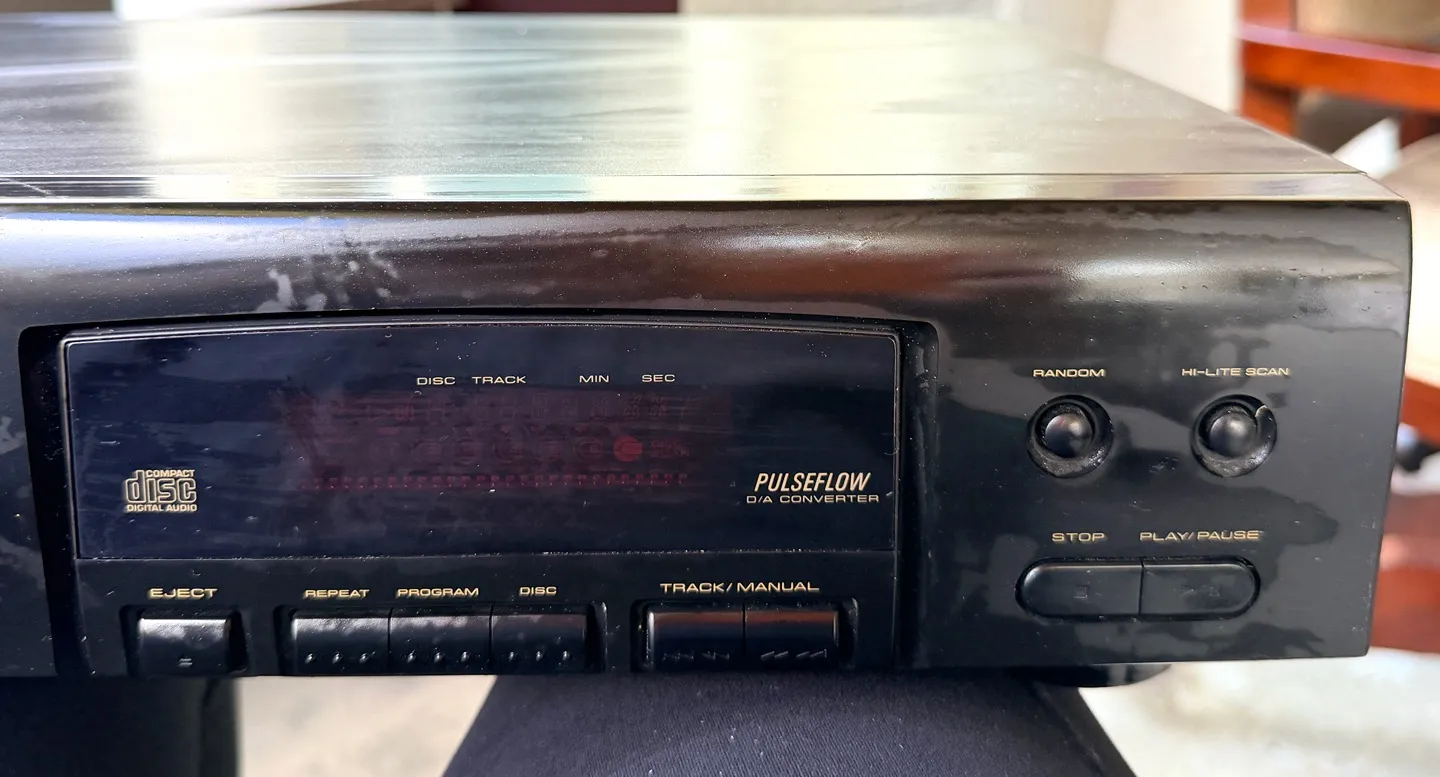 DISC TRACK MIN SEC
COMPACT
disc
DIGITAL AUDIO
PULSEFLOW
D/A CONVERTER
RANDOM HI-LITE SCAN
STOP PLAY/PAUSE
EJECT REPEAT PROGRAM DISC TRACK/MANUAL